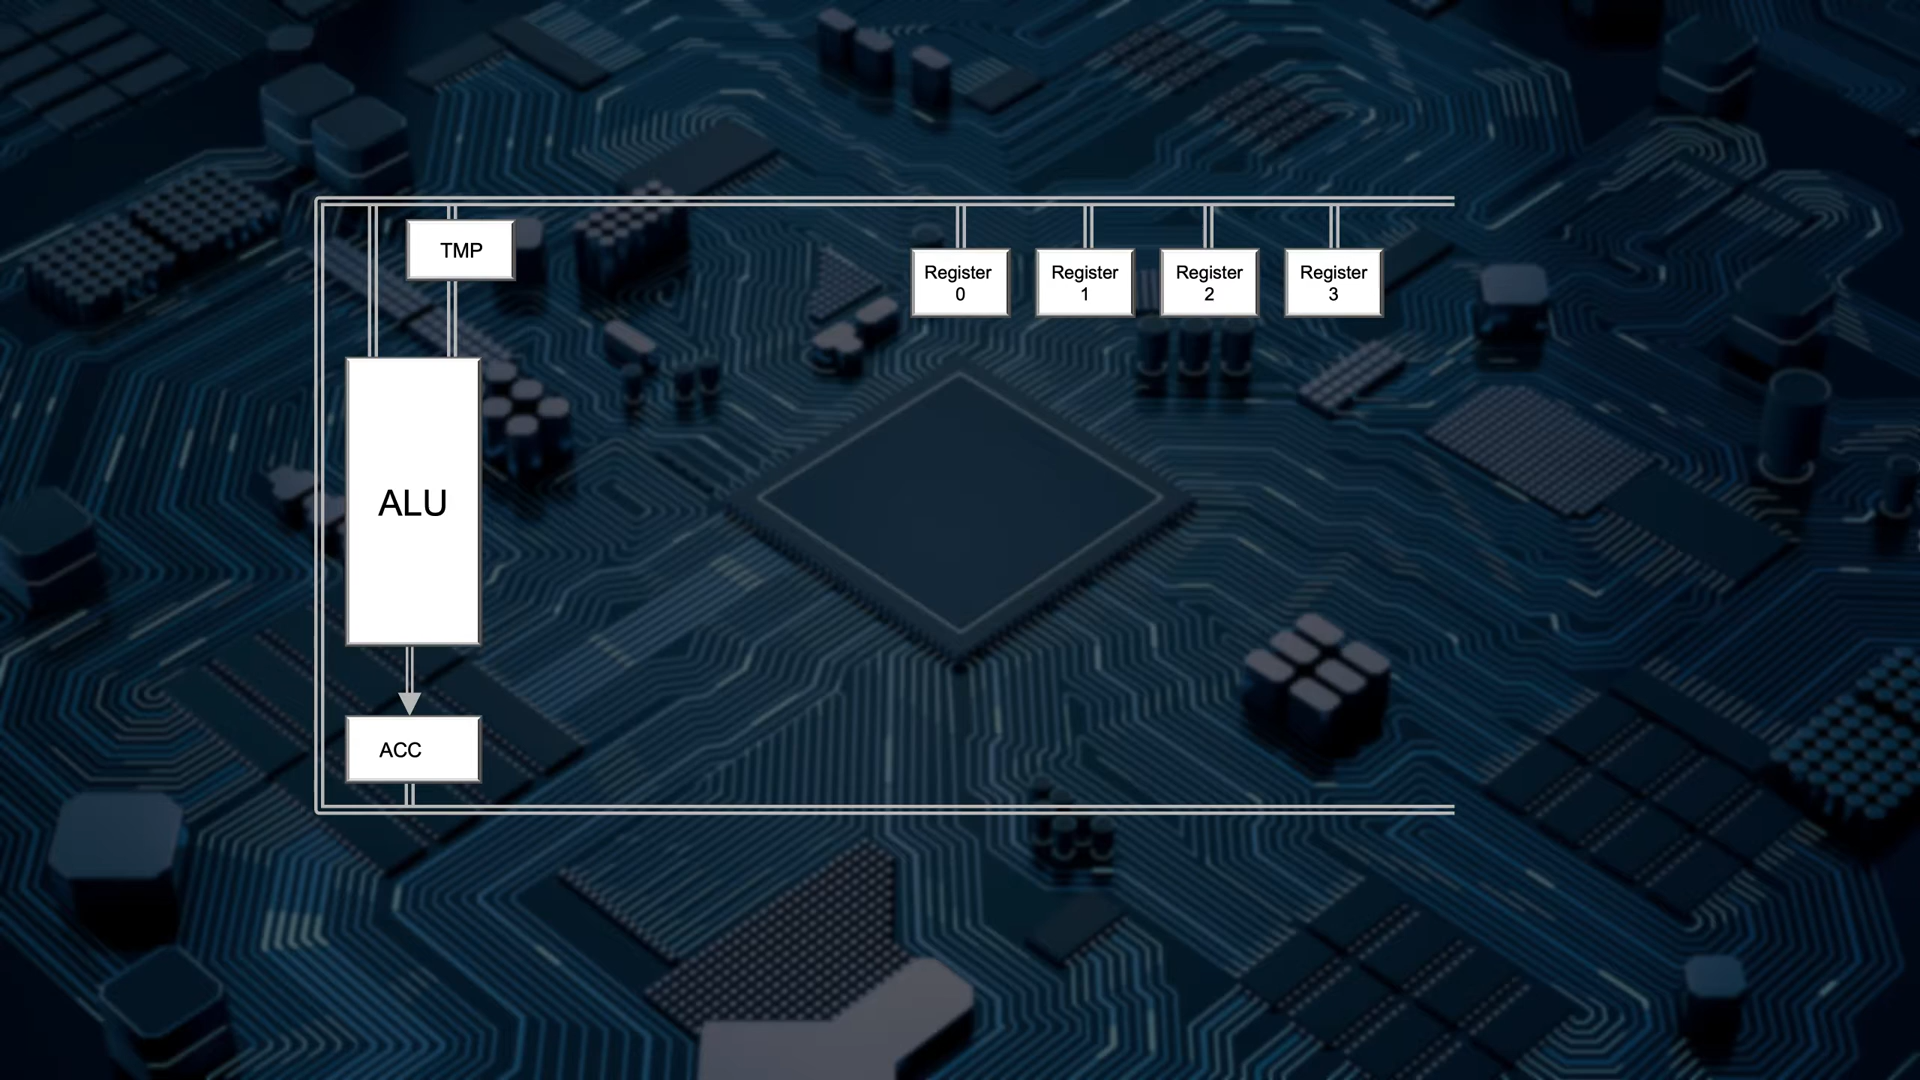 TMP
Register
0
Register
1
Register
2
Register
3
ALU
ACC